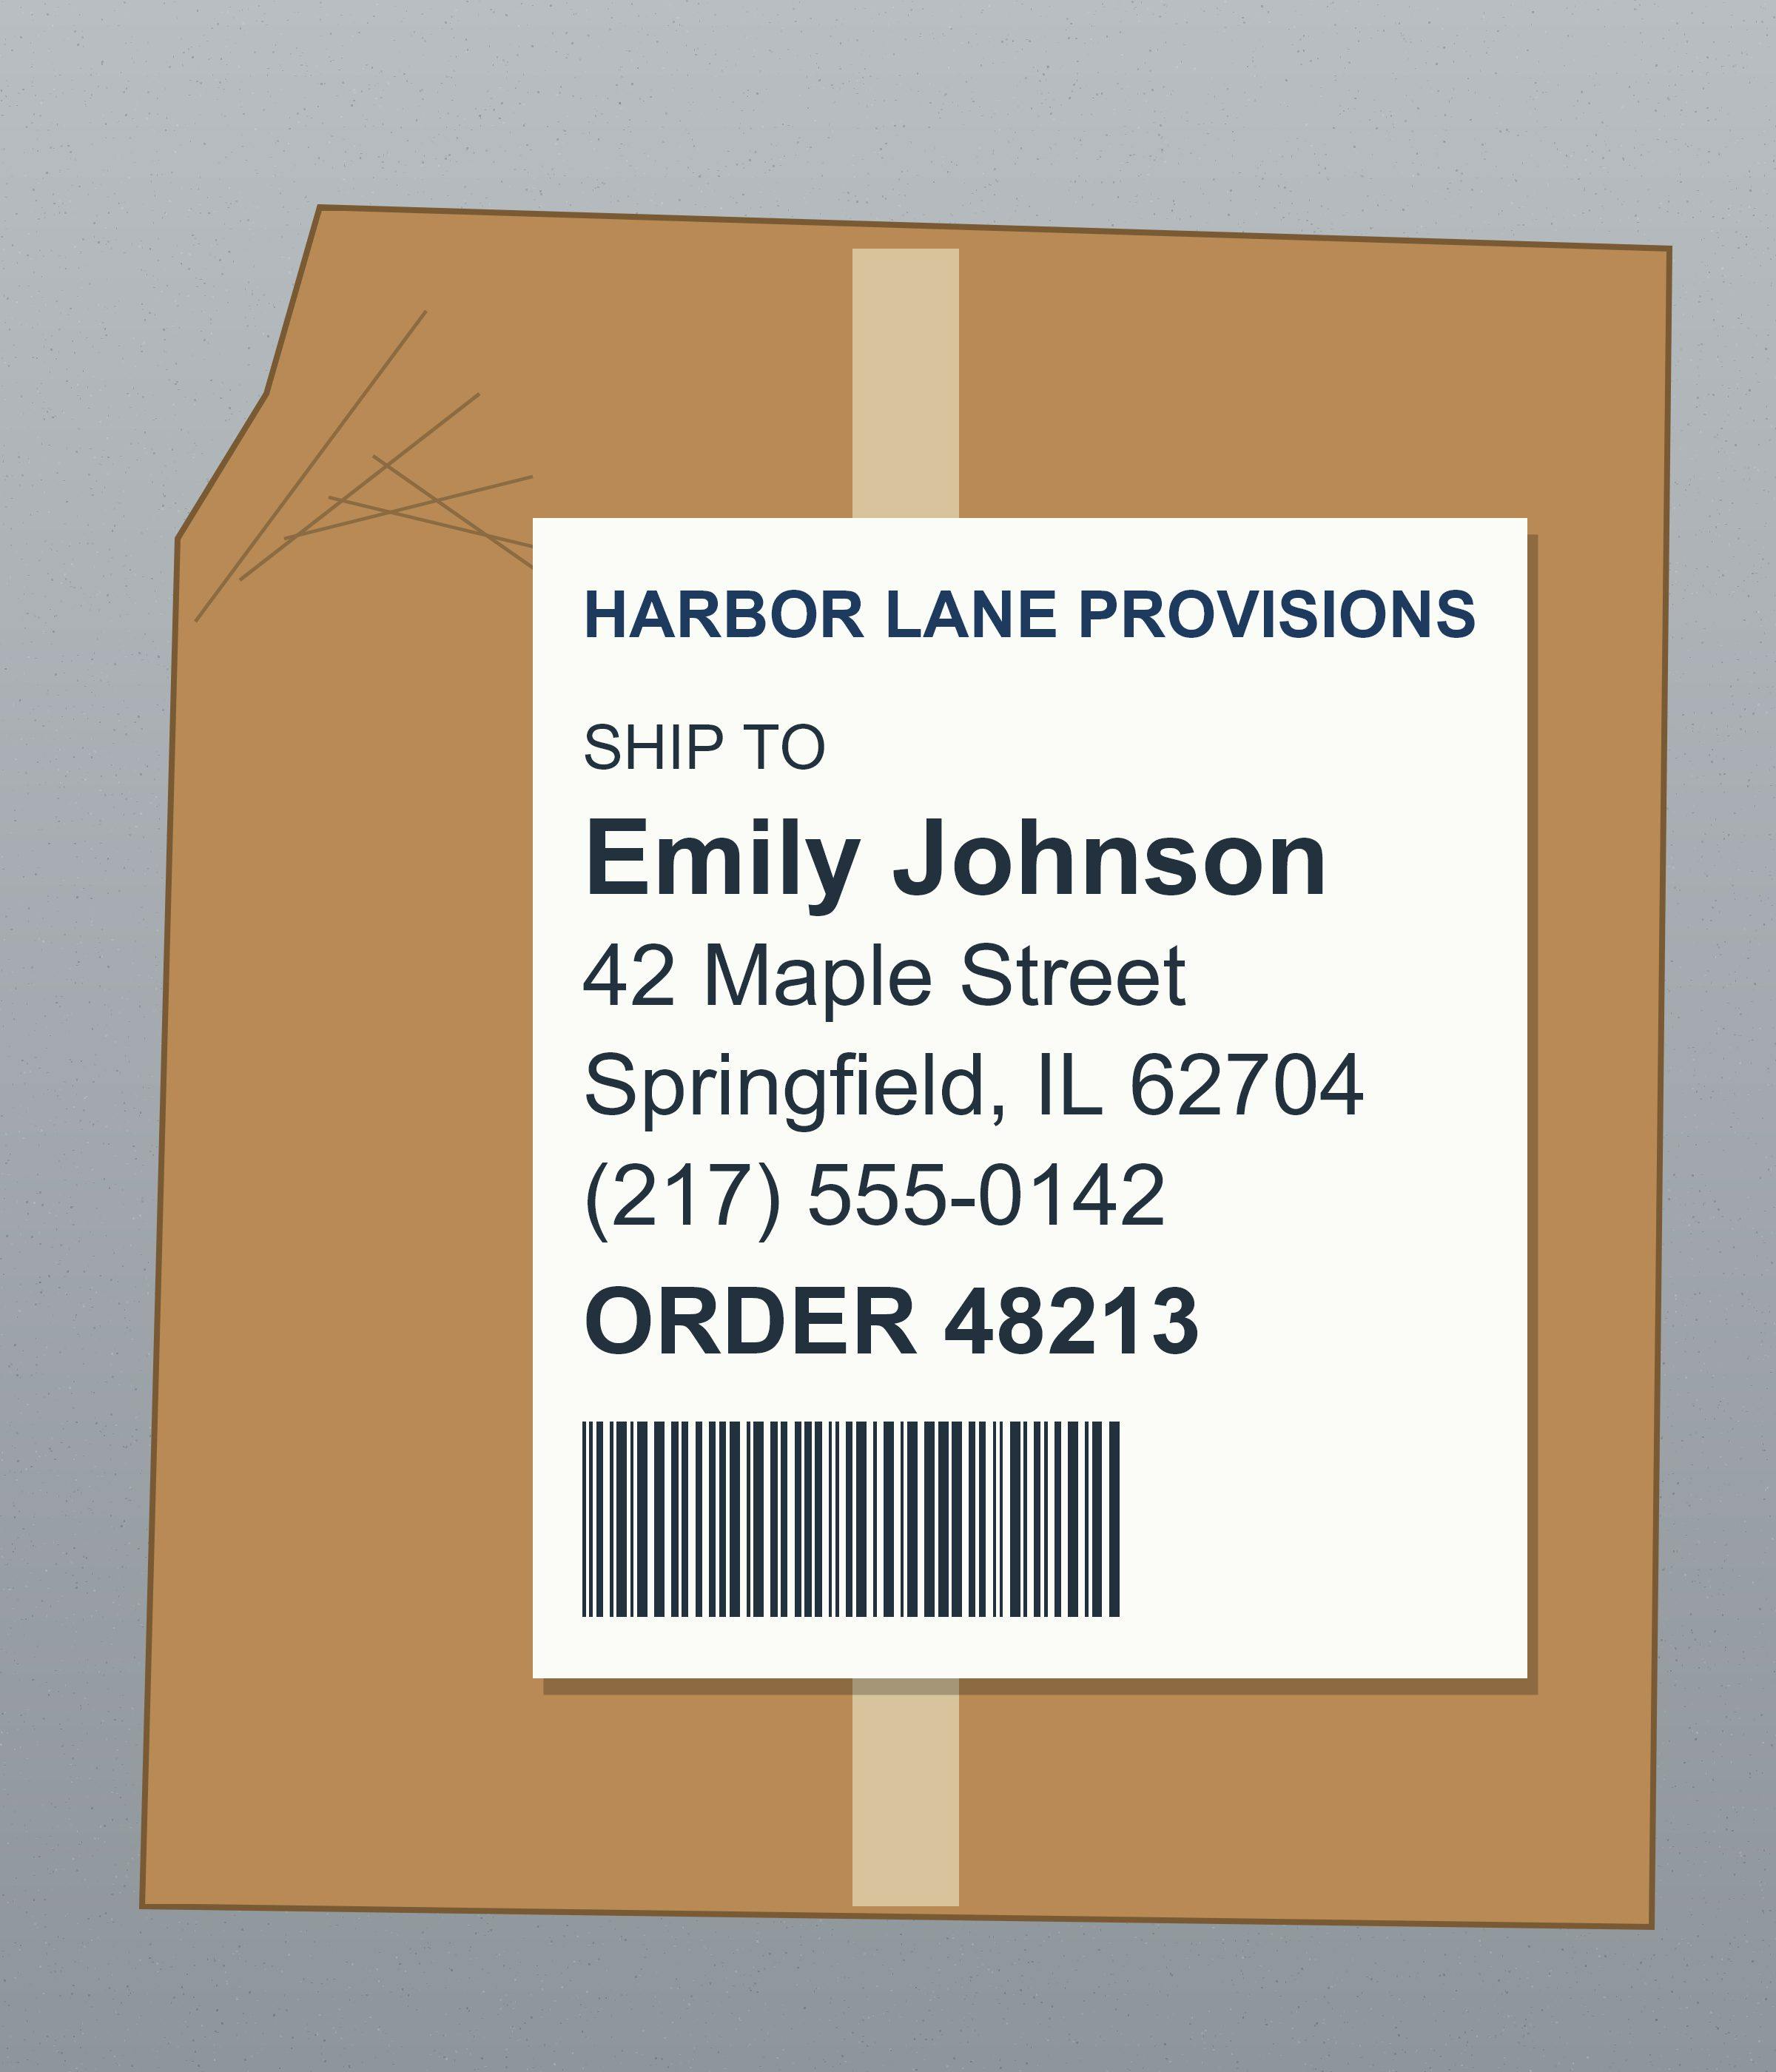 HARBOR LANE PROVISIONS
SHIP TO
Emily Johnson
42 Maple Street
Springfield, IL 62704
(217) 555-0142
ORDER 48213